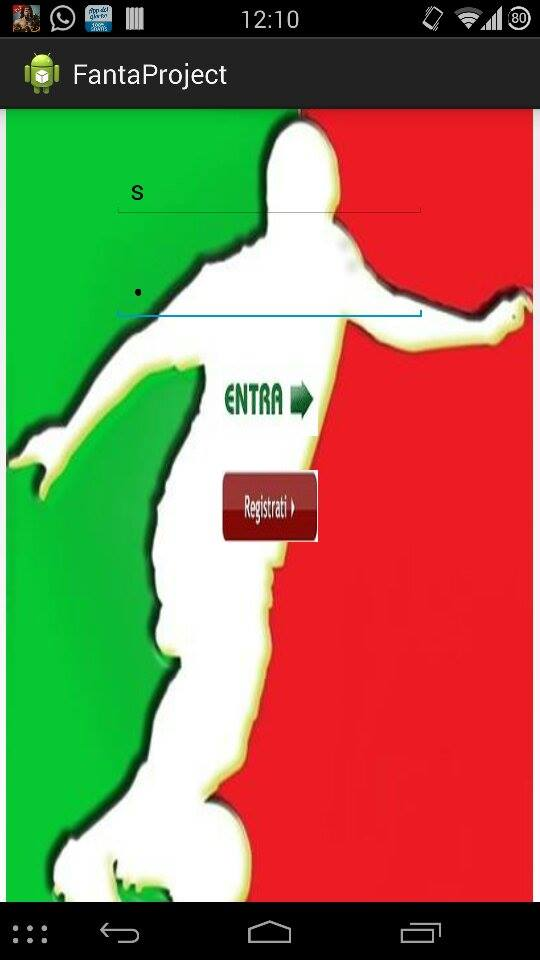 12:10
80
FantaProject
s
•
ENTRA
Registrati